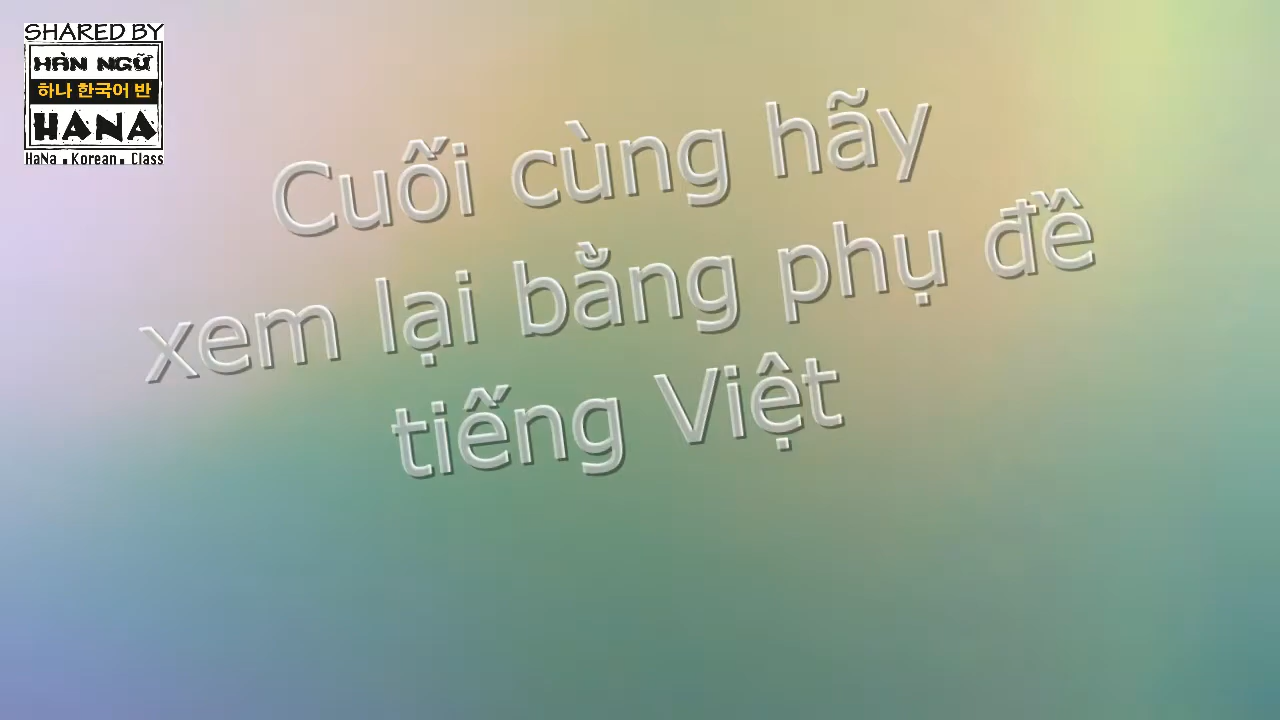 SHARED BY
HÀN NGỮ
하나 한국어 반
HANA
HaNa . Korean . Class
Cuối cùng hãy
xem lại bằng phụ đề
tiếng Việt